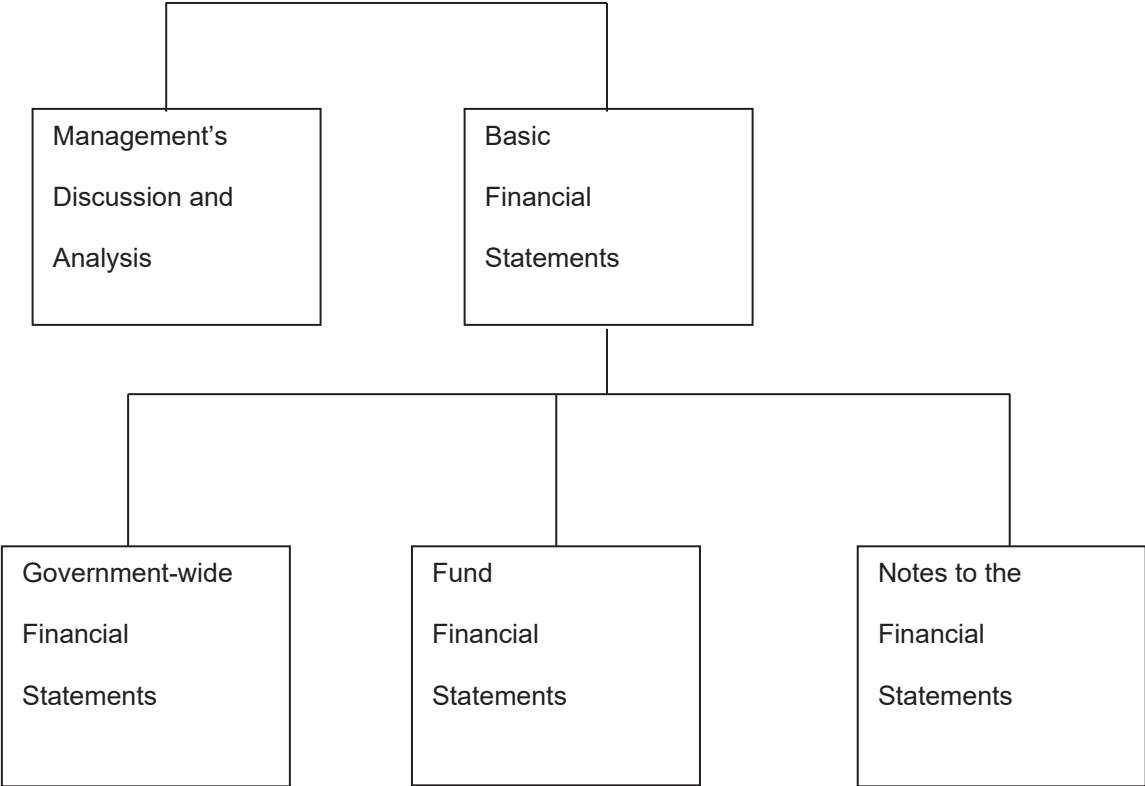 Management’s
Discussion and
Analysis
Basic
Financial
Statements
Government-wide
Financial
Statements
Fund
Financial
Statements
Notes to the
Financial
Statements